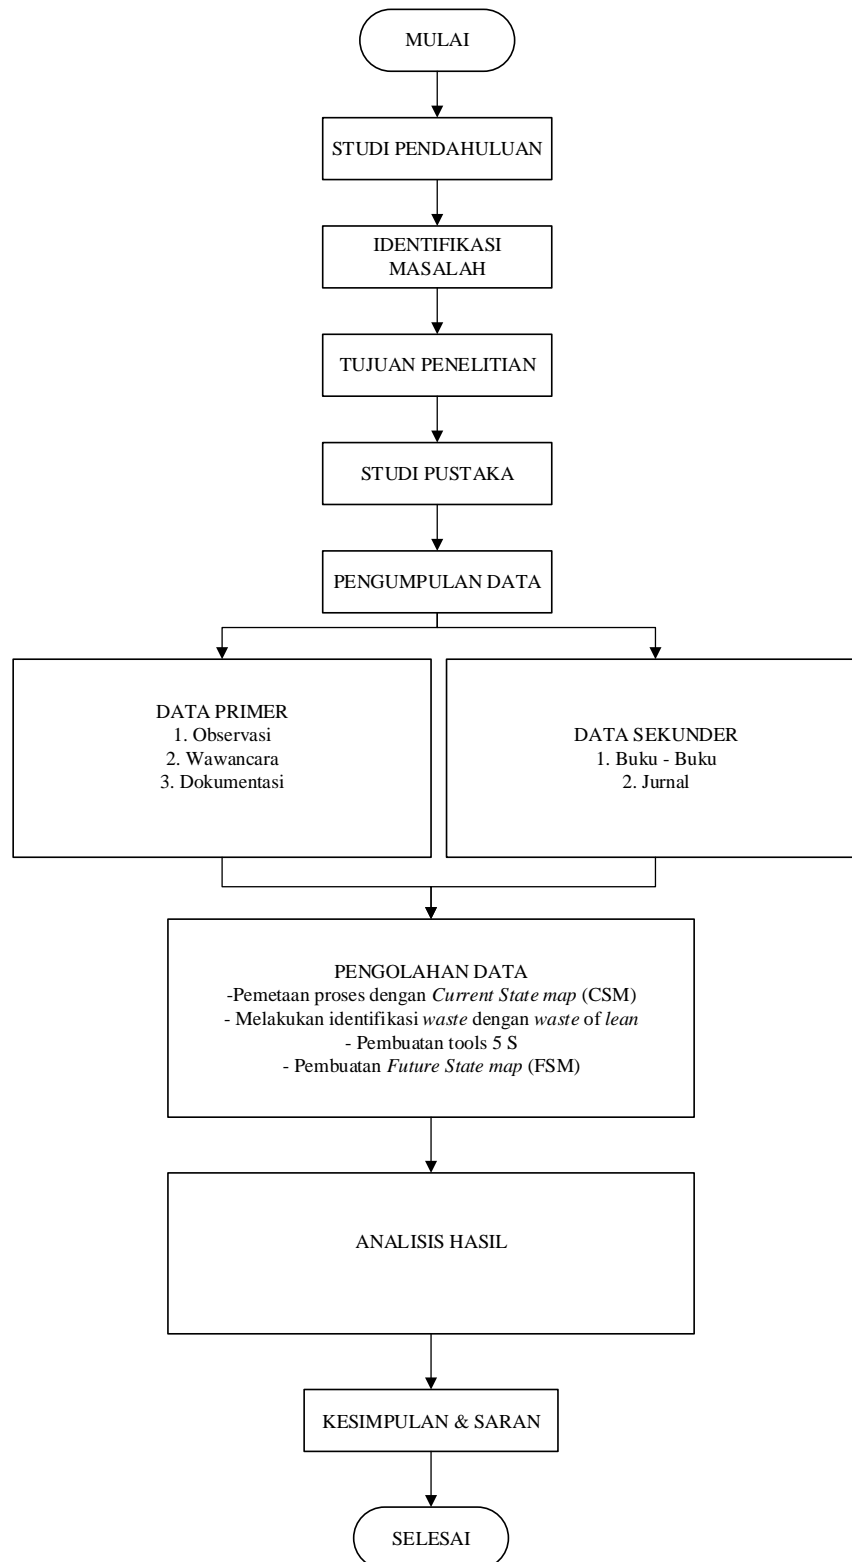 MULAI
STUDI PENDAHULUAN
IDENTIFIKASI
MASALAH
TUJUAN PENELITIAN
STUDI PUSTAKA
PENGUMPULAN DATA
DATA PRIMER
1. Observasi
2. Wawancara
3. Dokumentasi
DATA SEKUNDER
1. Buku - Buku
2. Jurnal
PENGOLAHAN DATA
-Pemetaan proses dengan Current State map (CSM)
- Melakukan identifikasi waste dengan waste of lean
- Pembuatan tools 5 S
- Pembuatan Future State map (FSM)
ANALISIS HASIL
KESIMPULAN & SARAN
SELESAI